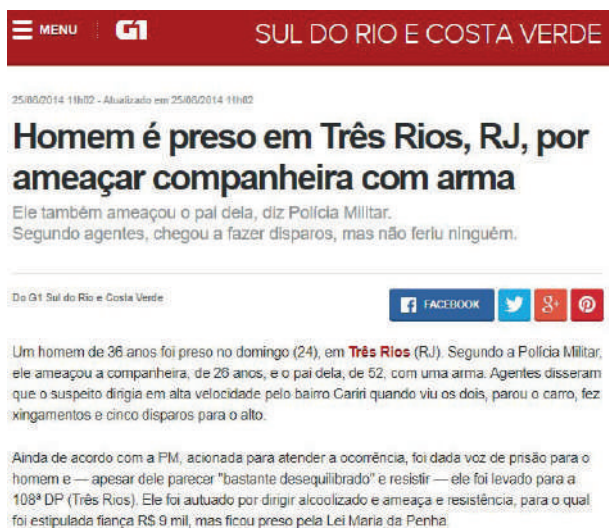 MENU G1 SUL DO RIO E COSTA VERDE
25/08/2014 11h02 - Atualizado em 25/08/2014 11h02
Homem é preso em Três Rios, RJ, por
ameaçar companheira com arma
Ele também ameaçou o pai dela, diz Polícia Militar.
Segundo agentes, chegou a fazer disparos, mas não feriu ninguém.
Do G1 Sul do Rio e Costa Verde
FACEBOOK
Um homem de 36 anos foi preso no domingo (24), em Três Rios (RJ). Segundo a Polícia Militar,
ele ameaçou a companheira, de 26 anos, e o pai dela, de 52, com uma arma. Agentes disseram
que o suspeito dirigia em alta velocidade pelo bairro Cariri quando viu os dois, parou o carro, fez
xingamentos e cinco disparos para o alto.
Ainda de acordo com a PM, acionada para atender a ocorrência, foi dada voz de prisão para o
homem e — apesar dele parecer "bastante desequilibrado" e resistir — ele foi levado para a
108ª DP (Três Rios). Ele foi autuado por dirigir alcoolizado e ameaça e resistência, para o qual
foi estipulada fiança R$ 9 mil, mas ficou preso pela Lei Maria da Penha